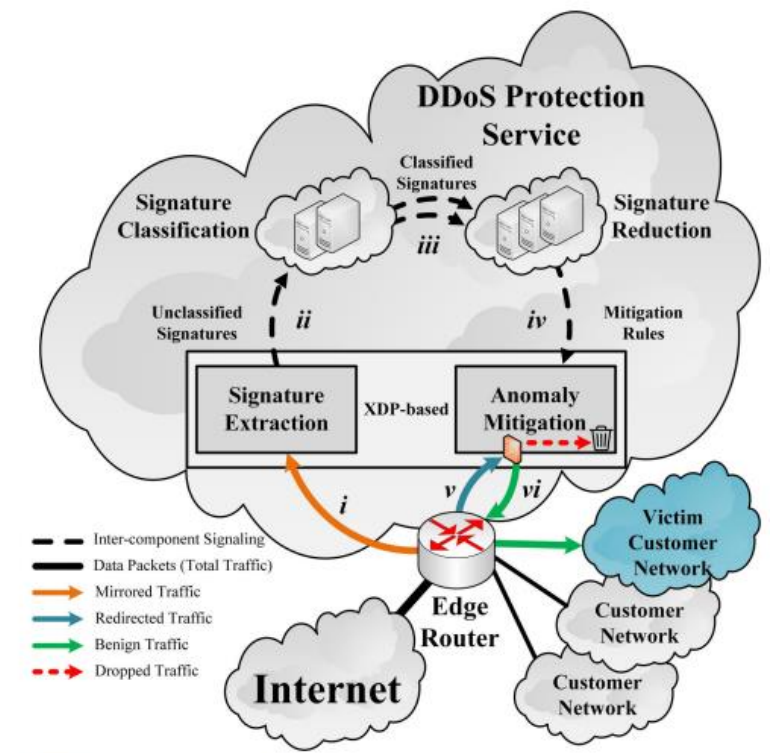 DDoS Protection
Service
Classified
Signatures
Signature
Classification
iii
Signature
Reduction
Unclassified
Signatures
ii
iv
Mitigation
Rules
Signature
Extraction
XDP-based
Anomaly
Mitigation
i
v
vi
Inter-component Signaling
Data Packets (Total Traffic)
Mirrored Traffic
Redirected Traffic
Benign Traffic
Dropped Traffic
Edge
Router
Internet
Victim
Customer
Network
Customer
Network
Customer
Network